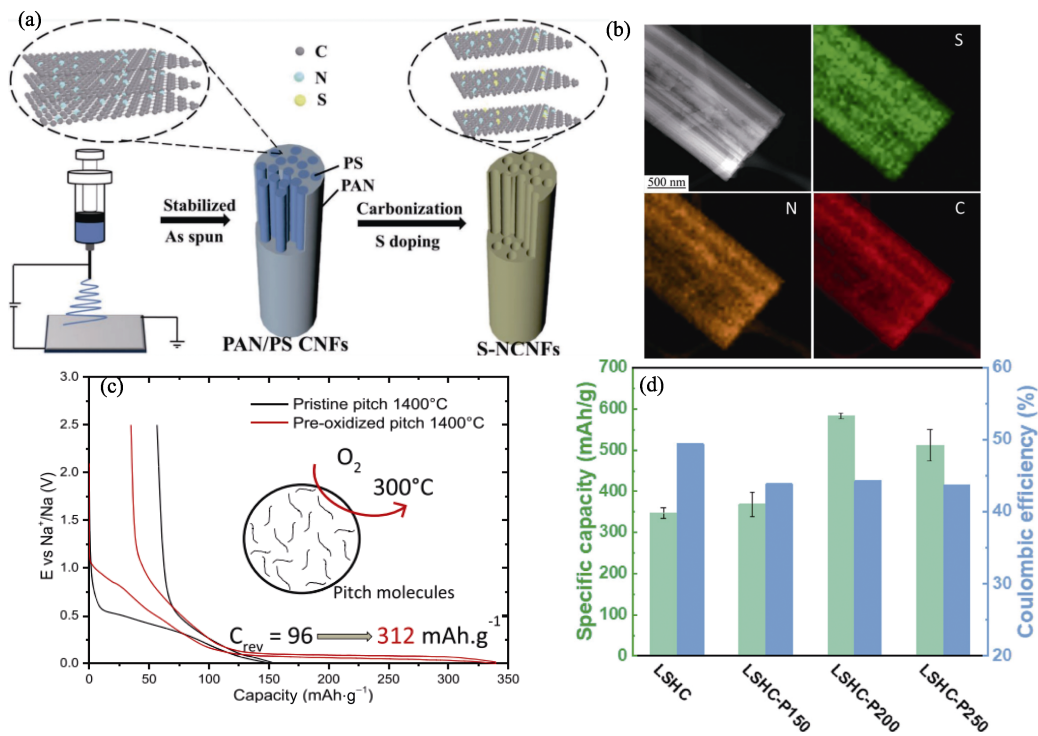 (a)
C
N
S
PS
PAN
Stabilized
As spun
Carbonization
S doping
PAN/PS CNFs
S-NCNFs
(b)
S
500 nm
N
C
(c)
3.0
2.5
2.0
1.5
1.0
0.5
0.0
E vs Na⁺/Na (V)
Pristine pitch 1400°C
Pre-oxidized pitch 1400°C
O₂
300°C
Pitch molecules
C_rev = 96 312 mAh.g⁻¹
0 50 100 150 200 250 300 350
Capacity (mAh·g⁻¹)
(d)
700
600
500
400
300
200
100
0
Specific capacity (mAh/g)
60
50
40
30
20
Coulombic efficiency (%)
LSHC
LSHC-P150
LSHC-P200
LSHC-P250